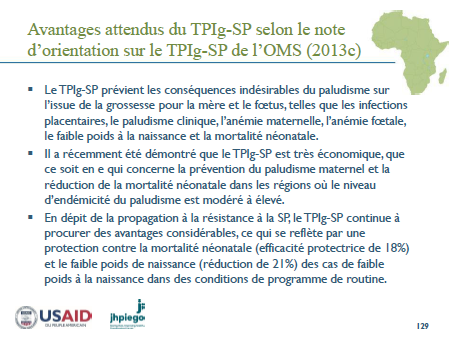 Avantages attendus du TPIg-SP selon le note
d'orientation sur le TPIg-SP de l'OMS (2013c)
▪ Le TPIg-SP prévient les conséquences indésirables du paludisme sur
l'issue de la grossesse pour la mère et le fœtus, telles que les infections
placentaires, le paludisme clinique, l'anémie maternelle, l'anémie fœtale,
le faible poids à la naissance et la mortalité néonatale.
▪ Il a récemment été démontré que le TPIg-SP est très économique, que
ce soit en e qui concerne la prévention du paludisme maternel et la
réduction de la mortalité néonatale dans les régions où le niveau
d'endémicité du paludisme est modéré à élevé.
▪ En dépit de la propagation à la résistance à la SP, le TPIg-SP continue à
procurer des avantages considérables, ce qui se reflète par une
protection contre la mortalité néonatale (efficacité protectrice de 18%)
et le faible poids de naissance (réduction de 21%) des cas de faible
poids à la naissance dans des conditions de programme de routine.
USAID
jhpiego
129